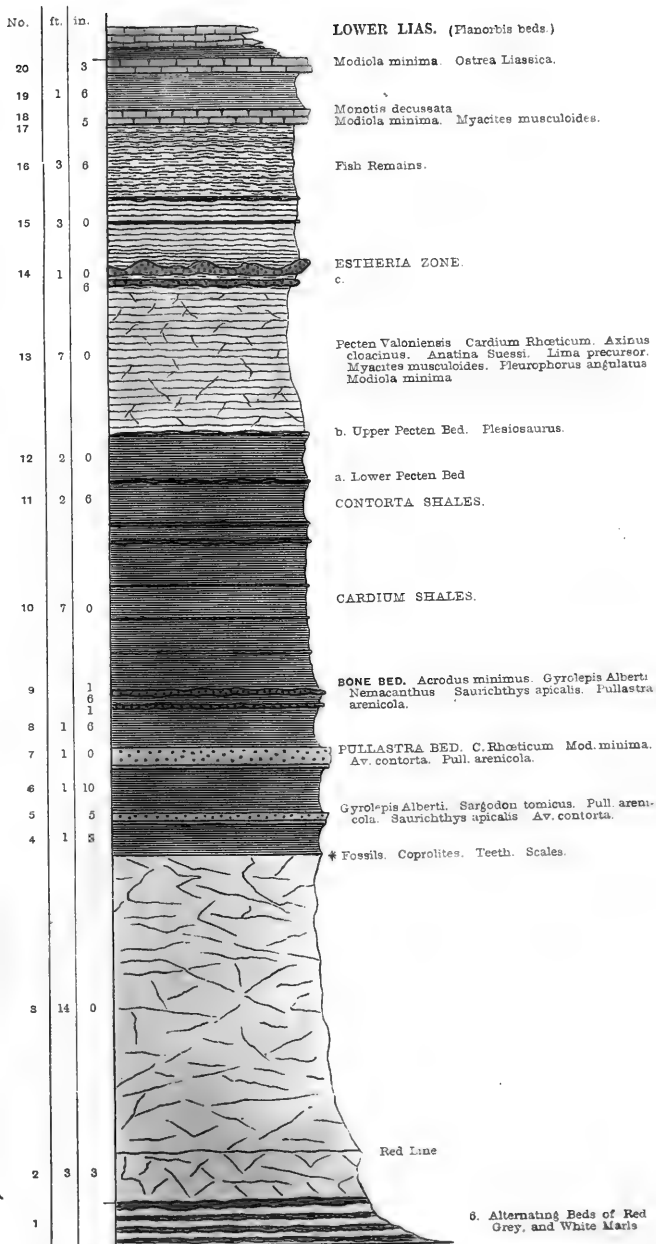 No. ft. in.
LOWER LIAS. (Planorbis beds.)
20 3 Modiola minima. Ostrea Liassica.
19 1 6
18 Monotis decussata
5 Modiola minima. Myacites musculoides.
17
16 3 6 Fish Remains.
15 3 0
ESTHERIA ZONE.
14 1 0
c.
6
Pecten Valoniensis Cardium Rhœticum. Axinus
cloacinus. Anatina Suessi. Lima precursor.
13 7 0
Myacites musculoides. Pleurophorus angulatus
Modiola minima
b. Upper Pecten Bed. Plesiosaurus.
12 2 0
a. Lower Pecten Bed
11 2 6 CONTORTA SHALES.
CARDIUM SHALES.
10 7 0
BONE BED. Acrodus minimus. Gyrolepis Alberti
9 1
Nemacanthus Saurichthys apicalis. Pullastra
6
arenicola.
1
8 1 6
PULLASTRA BED. C. Rhœticum Mod. minima.
7 1 0
Av. contorta. Pull. arenicola.
6 1 10
Gyrolepis Alberti. Sargodon tomicus. Pull. areni-
5 5
cola. Saurichthys apicalis Av. contorta.
4 1
* Fossils. Coprolites. Teeth. Scales.
3 14 0
Red Line
2 3 3
6. Alternating Beds of Red
1
Grey, and White Marls